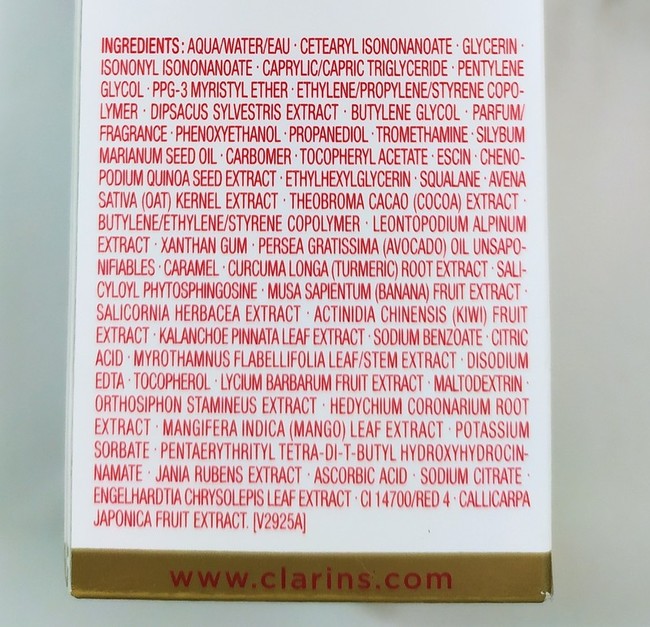 INGREDIENTS: AQUA/WATER/EAU · CETEARYL ISONONANOATE · GLYCERIN ·
ISONONYL ISONONANOATE · CAPRYLIC/CAPRIC TRIGLYCERIDE · PENTYLENE
GLYCOL · PPG-3 MYRISTYL ETHER · ETHYLENE/PROPYLENE/STYRENE COPO-
LYMER · DIPSACUS SYLVESTRIS EXTRACT · BUTYLENE GLYCOL · PARFUM/
FRAGRANCE · PHENOXYETHANOL · PROPANEDIOL · TROMETHAMINE · SILYBUM
MARIANUM SEED OIL · CARBOMER · TOCOPHERYL ACETATE · ESCIN · CHENO-
PODIUM QUINOA SEED EXTRACT · ETHYLHEXYLGLYCERIN · SQUALANE · AVENA
SATIVA (OAT) KERNEL EXTRACT · THEOBROMA CACAO (COCOA) EXTRACT ·
BUTYLENE/ETHYLENE/STYRENE COPOLYMER · LEONTOPODIUM ALPINUM
EXTRACT · XANTHAN GUM · PERSEA GRATISSIMA (AVOCADO) OIL UNSAPO-
NIFIABLES · CARAMEL · CURCUMA LONGA (TURMERIC) ROOT EXTRACT · SALI-
CYLOYL PHYTOSPHINGOSINE · MUSA SAPIENTUM (BANANA) FRUIT EXTRACT ·
SALICORNIA HERBACEA EXTRACT · ACTINIDIA CHINENSIS (KIWI) FRUIT
EXTRACT · KALANCHOE PINNATA LEAF EXTRACT · SODIUM BENZOATE · CITRIC
ACID · MYROTHAMNUS FLABELLIFOLIA LEAF/STEM EXTRACT · DISODIUM
EDTA · TOCOPHEROL · LYCIUM BARBARUM FRUIT EXTRACT · MALTODEXTRIN ·
ORTHOSIPHON STAMINEUS EXTRACT · HEDYCHIUM CORONARIUM ROOT
EXTRACT · MANGIFERA INDICA (MANGO) LEAF EXTRACT · POTASSIUM
SORBATE · PENTAERYTHRITYL TETRA-DI-T-BUTYL HYDROXYHYDROCIN-
NAMATE · JANIA RUBENS EXTRACT · ASCORBIC ACID · SODIUM CITRATE ·
ENGELHARDTIA CHRYSOLEPIS LEAF EXTRACT · CI 14700/RED 4 · CALLICARPA
JAPONICA FRUIT EXTRACT. [V2925A]
www.clarins.com